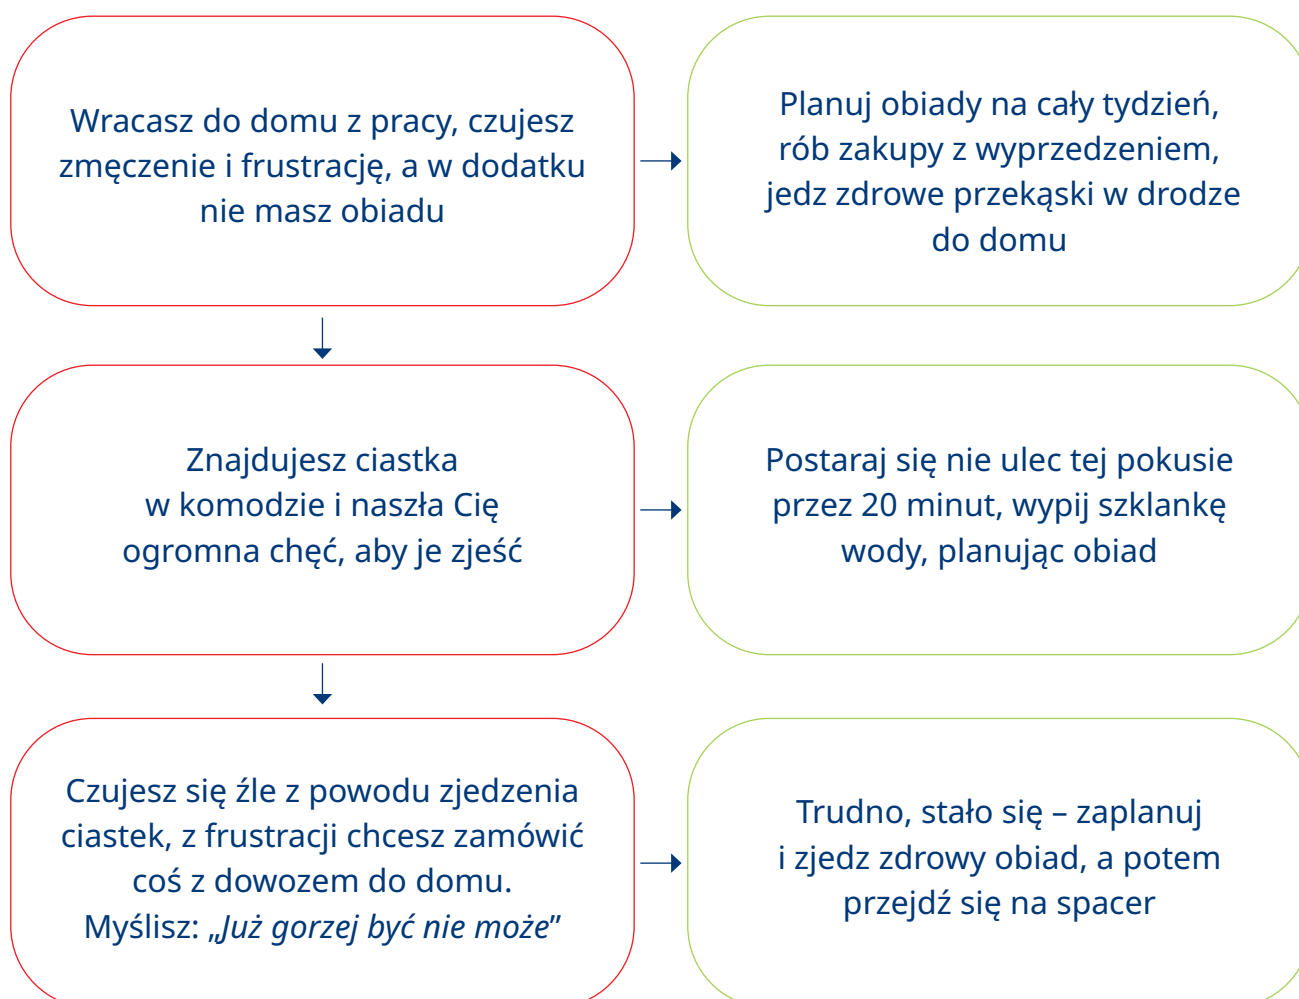 Wracasz do domu z pracy, czujesz
zmęczenie i frustrację, a w dodatku
nie masz obiadu
Planuj obiady na cały tydzień,
rób zakupy z wyprzedzeniem,
jedz zdrowe przekąski w drodze
do domu
Znajdujesz ciastka
w komodzie i naszła Cię
ogromna chęć, aby je zjeść
Postaraj się nie ulec tej pokusie
przez 20 minut, wypij szklankę
wody, planując obiad
Czujesz się źle z powodu zjedzenia
ciastek, z frustracji chcesz zamówić
coś z dowozem do domu.
Myślisz: „Już gorzej być nie może”
Trudno, stało się – zaplanuj
i zjedz zdrowy obiad, a potem
przejdź się na spacer